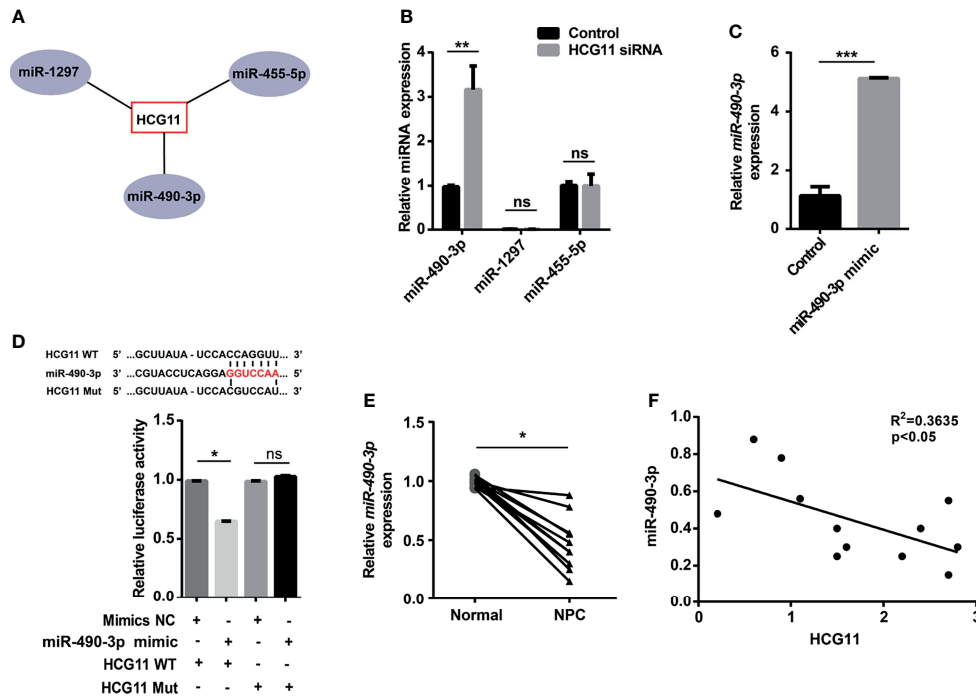 A
miR-1297
miR-455-5p
HCG11
miR-490-3p
B
Control
HCG11 siRNA
Relative miRNA expression
4
3
2
1
0
**
ns
ns
miR-490-3p
miR-1297
miR-455-5p
C
Relative miR-490-3p
expression
6
4
2
0
***
Control
miR-490-3p mimic
D
HCG11 WT 5' ...GCUUAUA - UCCACCAGGUU... 3'
miR-490-3p 3' ...CGUACCUCAGGAGGUCCAA... 5'
HCG11 Mut 5' ...GCUUAUA - UCCACGUCCAU... 3'
Relative luciferase activity
1.5
1.0
0.5
0.0
*
ns
Mimics NC + - + -
miR-490-3p mimic - + - +
HCG11 WT + + - -
HCG11 Mut - - + +
E
Relative miR-490-3p
expression
1.5
1.0
0.5
0.0
*
Normal NPC
F
R²=0.3635
p<0.05
miR-490-3p
1.0
0.8
0.6
0.4
0.2
0.0
0 1 2 3
HCG11